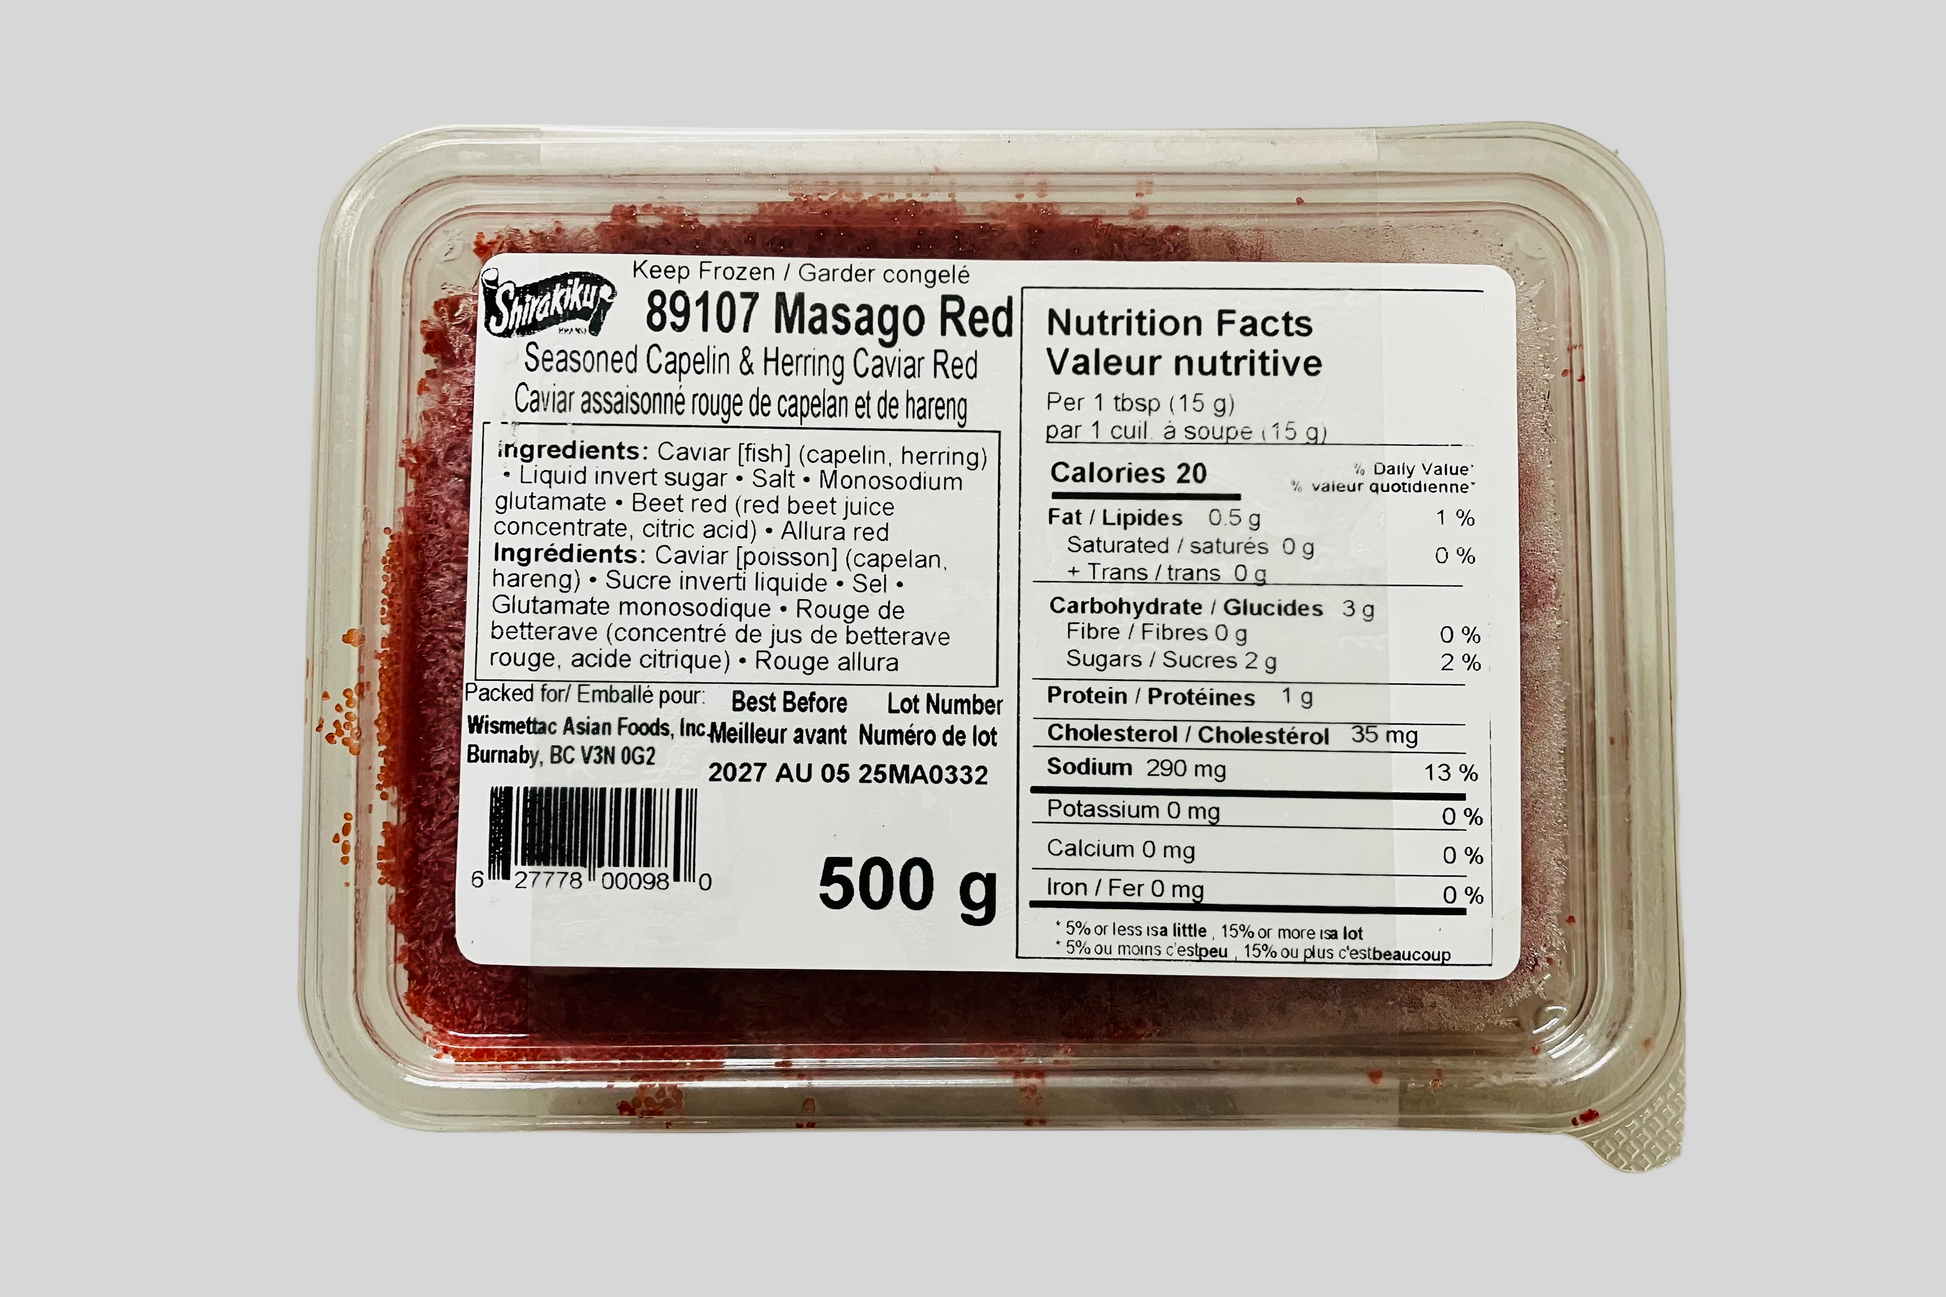 Shirakiku
BRAND
Keep Frozen / Garder congelé
89107 Masago Red
Seasoned Capelin & Herring Caviar Red
Caviar assaisonné rouge de capelan et de hareng
Ingredients: Caviar [fish] (capelin, herring)
• Liquid invert sugar • Salt • Monosodium
glutamate • Beet red (red beet juice
concentrate, citric acid) • Allura red
Ingrédients: Caviar [poisson] (capelan,
hareng) • Sucre inverti liquide • Sel •
Glutamate monosodique • Rouge de
betterave (concentré de jus de betterave
rouge, acide citrique) • Rouge allura
Packed for/ Emballé pour:
Wismettac Asian Foods, Inc.
Burnaby, BC V3N 0G2
Best Before Lot Number
Meilleur avant Numéro de lot
2027 AU 05 25MA0332
6 27778 00098 0
500 g
Nutrition Facts
Valeur nutritive
Per 1 tbsp (15 g)
par 1 cuil. à soupe (15 g)
Calories 20
% Daily Value*
% valeur quotidienne*
Fat / Lipides 0.5 g 1 %
Saturated / saturés 0 g
+ Trans / trans 0 g 0 %
Carbohydrate / Glucides 3 g
Fibre / Fibres 0 g 0 %
Sugars / Sucres 2 g 2 %
Protein / Protéines 1 g
Cholesterol / Cholestérol 35 mg
Sodium 290 mg 13 %
Potassium 0 mg 0 %
Calcium 0 mg 0 %
Iron / Fer 0 mg 0 %
* 5% or less is a little , 15% or more is a lot
* 5% ou moins c'est peu , 15% ou plus c'est beaucoup